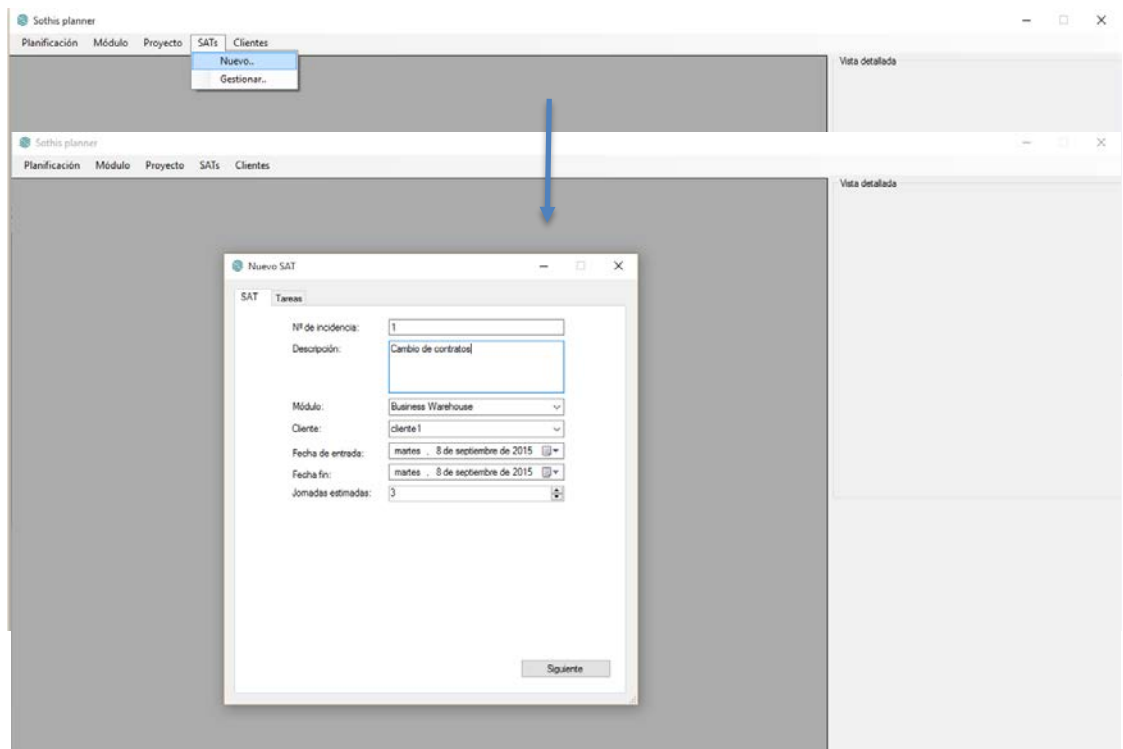 Sothis planner
Planificación Módulo Proyecto SATs Clientes
Nuevo..
Gestionar..
Vista detallada
Sothis planner
Planificación Módulo Proyecto SATs Clientes
Vista detallada
Nuevo SAT
SAT Tareas
Nº de incidencia: 1
Descripción: Cambio de contratos
Módulo: Business Warehouse
Cliente: cliente1
Fecha de entrada: martes , 8 de septiembre de 2015
Fecha fin: martes , 8 de septiembre de 2015
Jornadas estimadas: 3
Siguiente